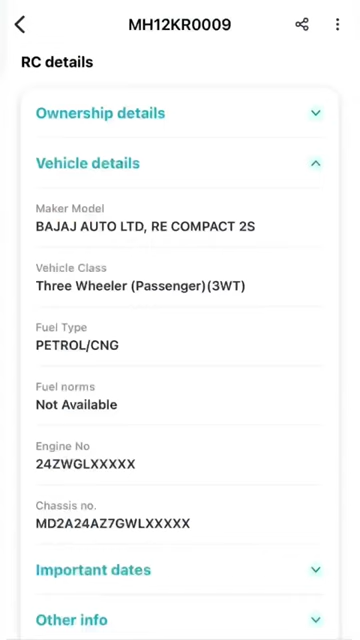 MH12KR0009
RC details
Ownership details
Vehicle details
Maker Model
BAJAJ AUTO LTD, RE COMPACT 2S
Vehicle Class
Three Wheeler (Passenger)(3WT)
Fuel Type
PETROL/CNG
Fuel norms
Not Available
Engine No
24ZWGLXXXXX
Chassis no.
MD2A24AZ7GWLXXXXX
Important dates
Other info